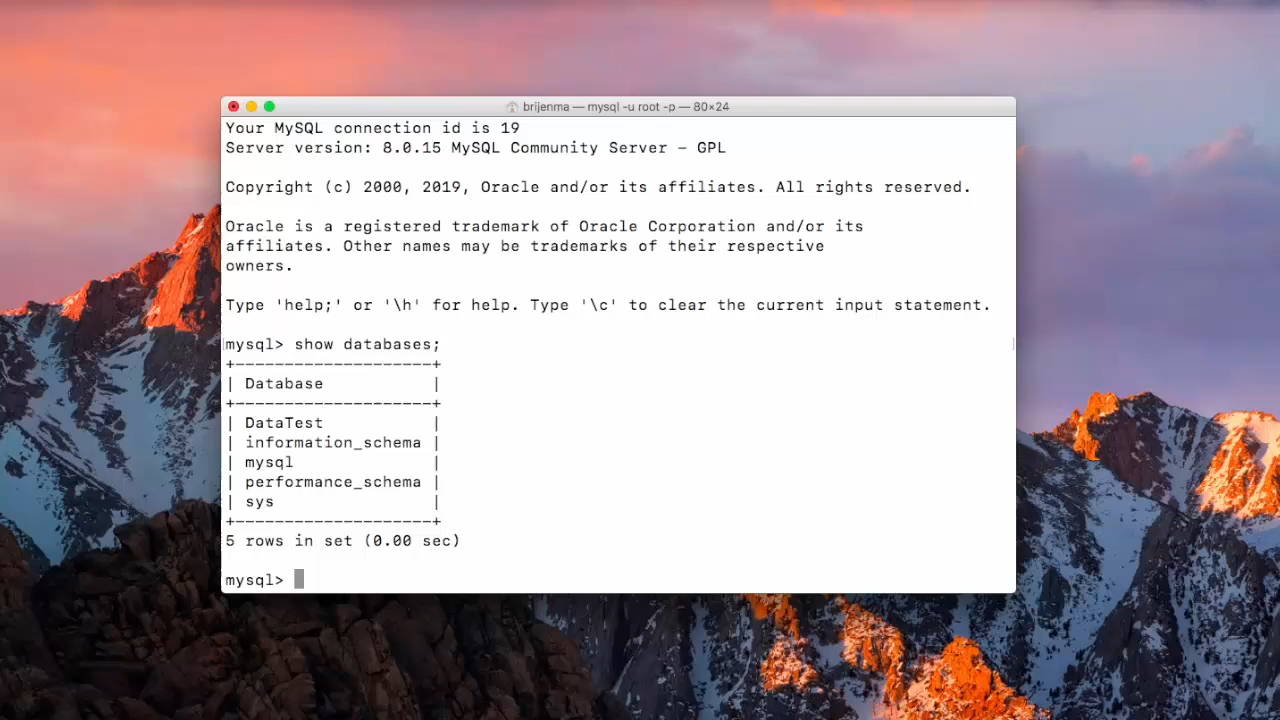 brijenma — mysql -u root -p — 80×24
Your MySQL connection id is 19
Server version: 8.0.15 MySQL Community Server - GPL
Copyright (c) 2000, 2019, Oracle and/or its affiliates. All rights reserved.
Oracle is a registered trademark of Oracle Corporation and/or its
affiliates. Other names may be trademarks of their respective
owners.
Type 'help;' or '\h' for help. Type '\c' to clear the current input statement.
mysql> show databases;
+--------------------+
| Database           |
+--------------------+
| DataTest           |
| information_schema |
| mysql              |
| performance_schema |
| sys                |
+--------------------+
5 rows in set (0.00 sec)
mysql>